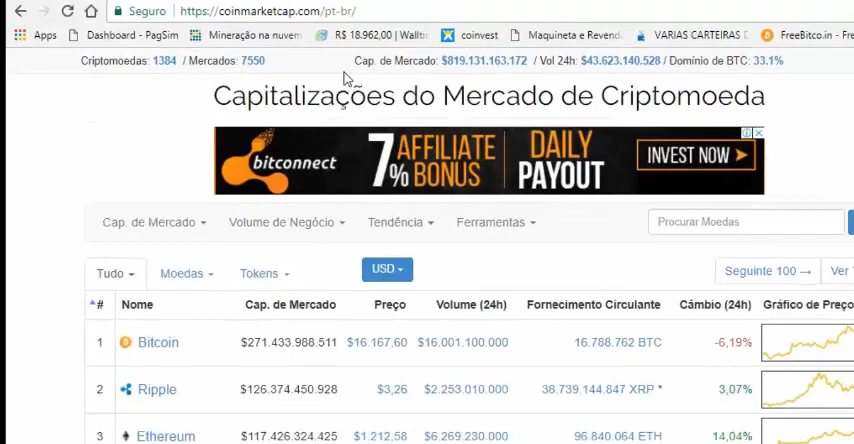 Seguro https://coinmarketcap.com/pt-br/
Apps Dashboard - PagSim Mineração na nuvem R$ 18.962,00 | Walltim coinvest Maquineta e Revend VARIAS CARTEIRAS D FreeBitco.in - Fre
Criptomoedas: 1384 / Mercados: 7550 Cap. de Mercado: $819.131.163.172 / Vol 24h: $43.623.140.528 / Domínio de BTC: 33.1%
Capitalizações do Mercado de Criptomoeda
bitconnect 7% AFFILIATE BONUS DAILY PAYOUT INVEST NOW
Cap. de Mercado Volume de Negócio Tendência Ferramentas Procurar Moedas
Tudo Moedas Tokens USD Seguinte 100 → Ver
# Nome Cap. de Mercado Preço Volume (24h) Fornecimento Circulante Câmbio (24h) Gráfico de Preço
1 Bitcoin $271.433.988.511 $16.167,60 $16.001.100.000 16.788.762 BTC -6,19%
2 Ripple $126.374.450.928 $3,26 $2.253.010.000 38.739.144.847 XRP * 3,07%
3 Ethereum $117.426.324.425 $1.212,58 $6.269.230.000 96.840.064 ETH 14,04%